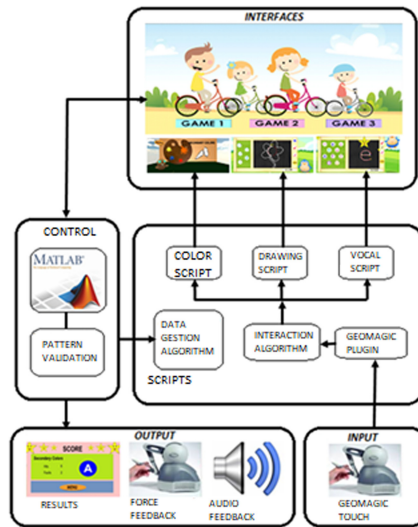 INTERFACES
GAME 1
GAME 2
GAME 3
CONTROL
MATLAB®
PATTERN
VALIDATION
COLOR
SCRIPT
DRAWING
SCRIPT
VOCAL
SCRIPT
DATA
GESTION
ALGORITHM
INTERACTION
ALGORITHM
GEOMAGIC
PLUGIN
SCRIPTS
OUTPUT
SCORE
A
RESULTS
FORCE
FEEDBACK
AUDIO
FEEDBACK
INPUT
GEOMAGIC
TOUCH